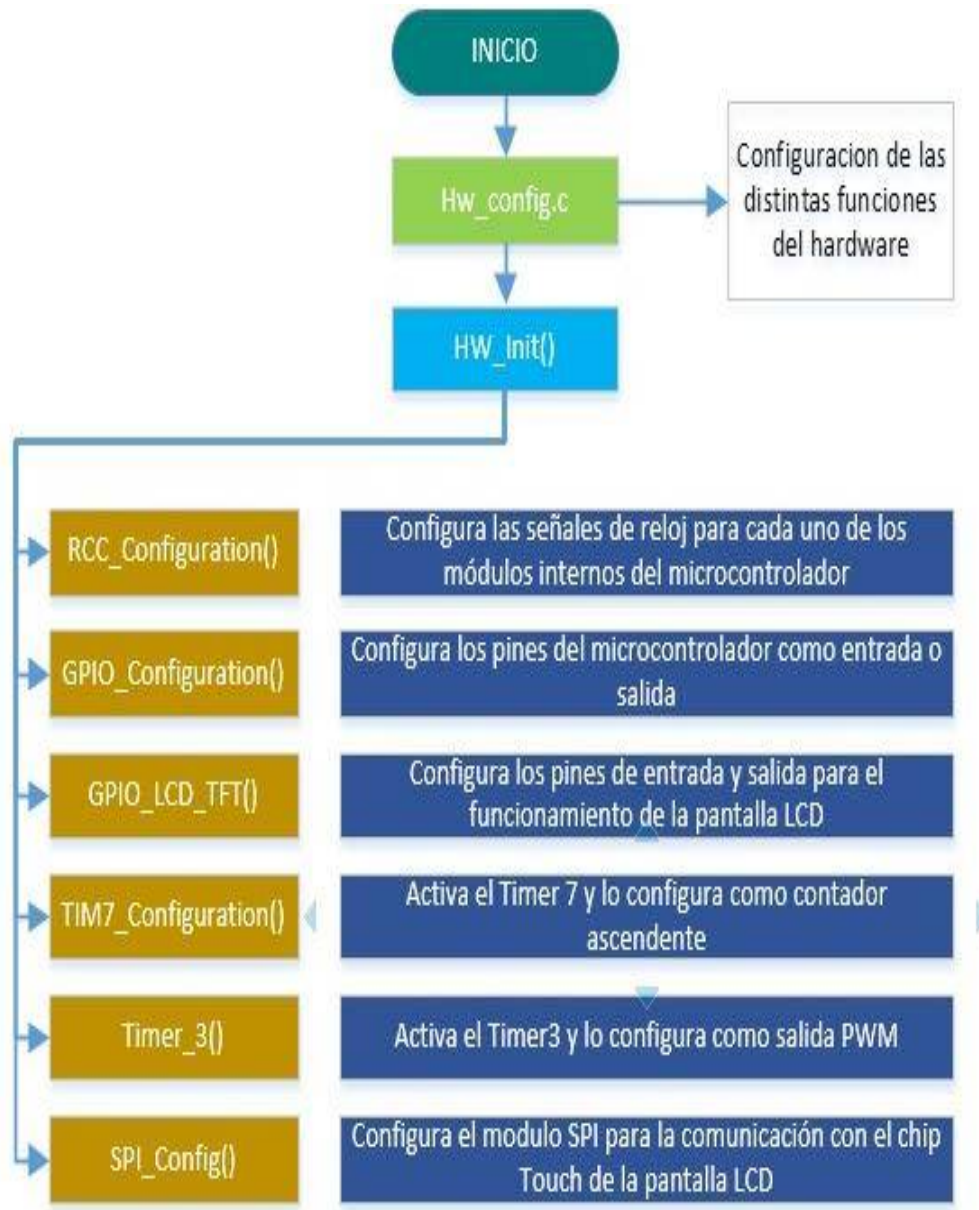 INICIO
Hw_config.c
Configuracion de las
distintas funciones
del hardware
HW_Init()
RCC_Configuration()
Configura las señales de reloj para cada uno de los
módulos internos del microcontrolador
GPIO_Configuration()
Configura los pines del microcontrolador como entrada o
salida
GPIO_LCD_TFT()
Configura los pines de entrada y salida para el
funcionamiento de la pantalla LCD
TIM7_Configuration()
Activa el Timer 7 y lo configura como contador
ascendente
Timer_3()
Activa el Timer3 y lo configura como salida PWM
SPI_Config()
Configura el modulo SPI para la comunicación con el chip
Touch de la pantalla LCD